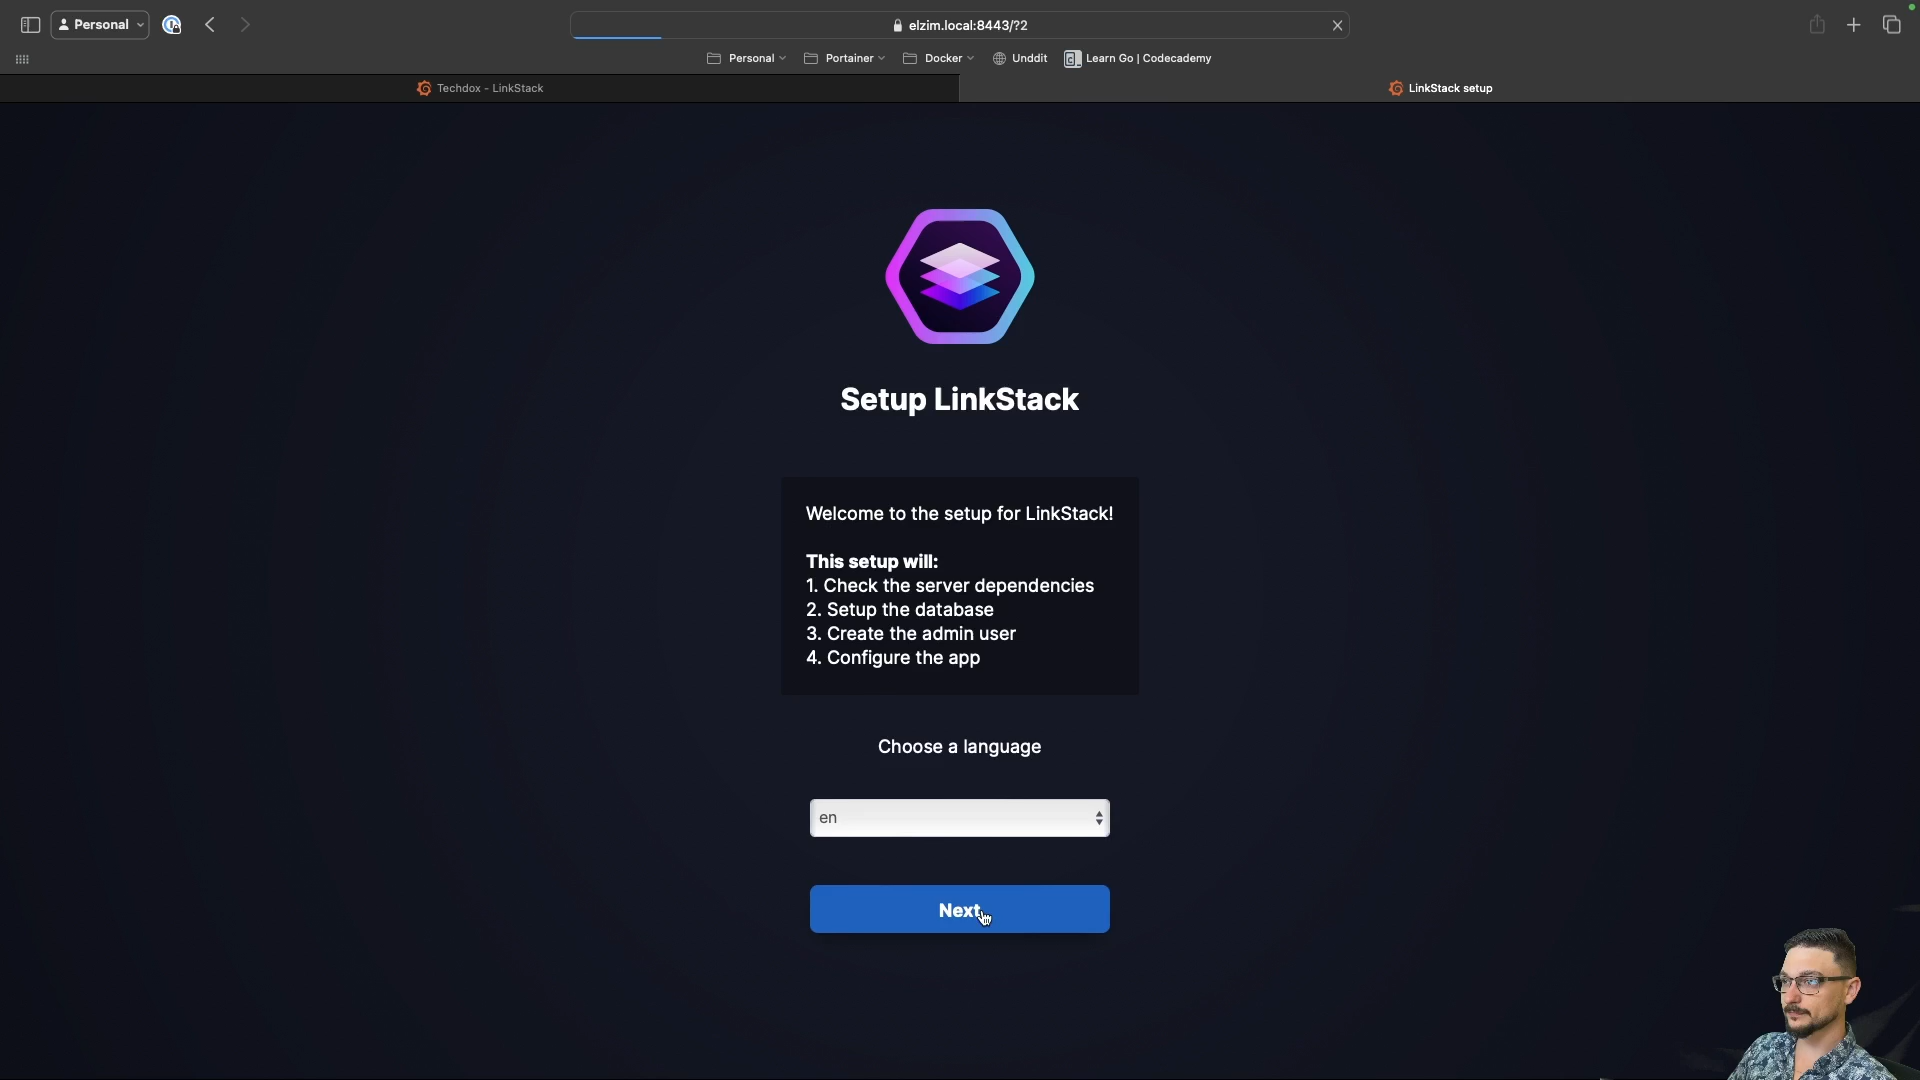 Personal
elzim.local:8443/?2
Personal
Portainer
Docker
Unddit
Learn Go | Codecademy
Techdox - LinkStack
LinkStack setup
Setup LinkStack
Welcome to the setup for LinkStack!
This setup will:
1. Check the server dependencies
2. Setup the database
3. Create the admin user
4. Configure the app
Choose a language
en
Next